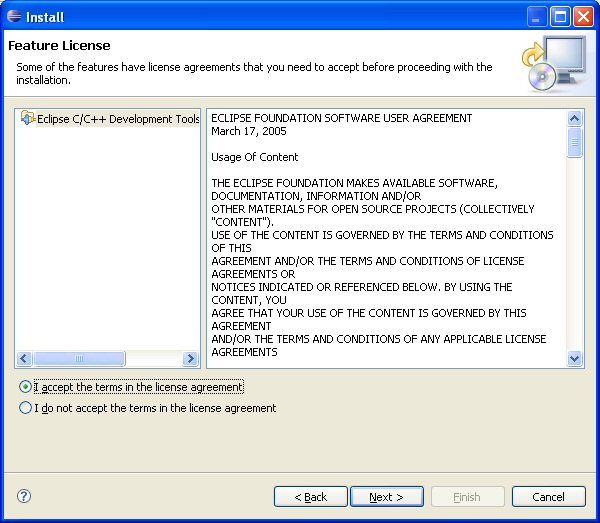 Install
Feature License
Some of the features have license agreements that you need to accept before proceeding with the
installation.
Eclipse C/C++ Development Tools
ECLIPSE FOUNDATION SOFTWARE USER AGREEMENT
March 17, 2005
Usage Of Content
THE ECLIPSE FOUNDATION MAKES AVAILABLE SOFTWARE,
DOCUMENTATION, INFORMATION AND/OR
OTHER MATERIALS FOR OPEN SOURCE PROJECTS (COLLECTIVELY
"CONTENT").
USE OF THE CONTENT IS GOVERNED BY THE TERMS AND CONDITIONS
OF THIS
AGREEMENT AND/OR THE TERMS AND CONDITIONS OF LICENSE
AGREEMENTS OR
NOTICES INDICATED OR REFERENCED BELOW. BY USING THE
CONTENT, YOU
AGREE THAT YOUR USE OF THE CONTENT IS GOVERNED BY THIS
AGREEMENT
AND/OR THE TERMS AND CONDITIONS OF ANY APPLICABLE LICENSE
AGREEMENTS
I accept the terms in the license agreement
I do not accept the terms in the license agreement
?
< Back
Next >
Finish
Cancel